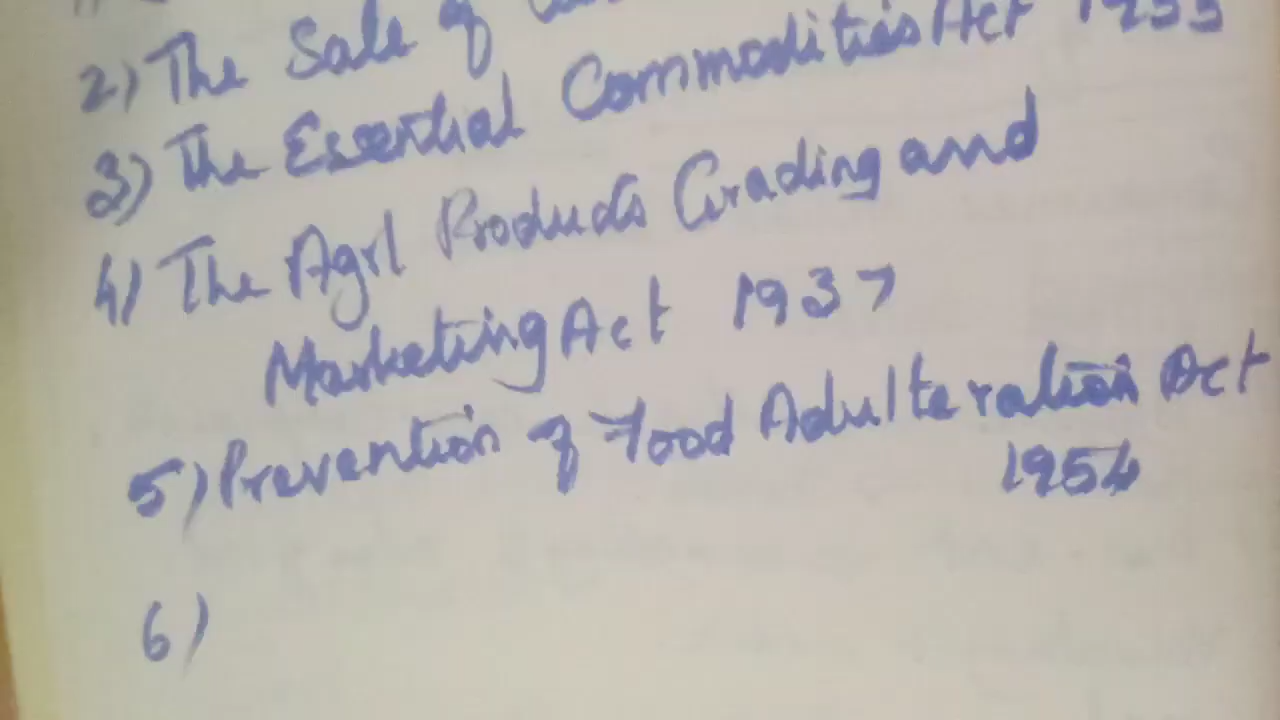 2) The Sale of
3) The Essential Commodities Act 1955
4) The Agrl Products Grading and
Marketing Act 1937
5) Prevention of Food Adulteration Act
1954
6)